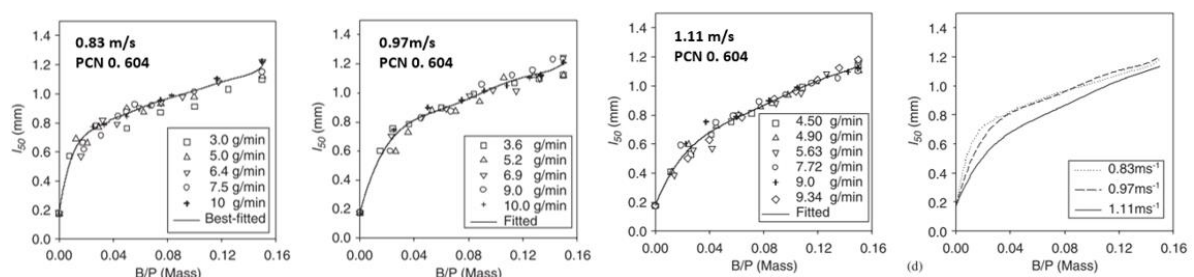 0.83 m/s
PCN 0. 604
l50 (mm)
1.4
1.2
1.0
0.8
0.6
0.4
0.2
0.0
3.0 g/min
5.0 g/min
6.4 g/min
7.5 g/min
10 g/min
Best-fitted
0.00 0.04 0.08 0.12 0.16
B/P (Mass)
0.97m/s
PCN 0. 604
l50 (mm)
1.4
1.2
1.0
0.8
0.6
0.4
0.2
0.0
3.6 g/min
5.2 g/min
6.9 g/min
9.0 g/min
10.0 g/min
Fitted
0.00 0.04 0.08 0.12 0.16
B/P (Mass)
1.11 m/s
PCN 0. 604
l50 (mm)
1.4
1.2
1.0
0.8
0.6
0.4
0.2
0.0
4.50 g/min
4.90 g/min
5.63 g/min
7.72 g/min
9.0 g/min
9.34 g/min
Fitted
0.00 0.04 0.08 0.12 0.16
B/P (Mass)
l50 (mm)
1.4
1.2
1.0
0.8
0.6
0.4
0.2
0.0
0.83ms-1
0.97ms-1
1.11ms-1
0.00 0.04 0.08 0.12 0.16
(d) B/P (Mass)